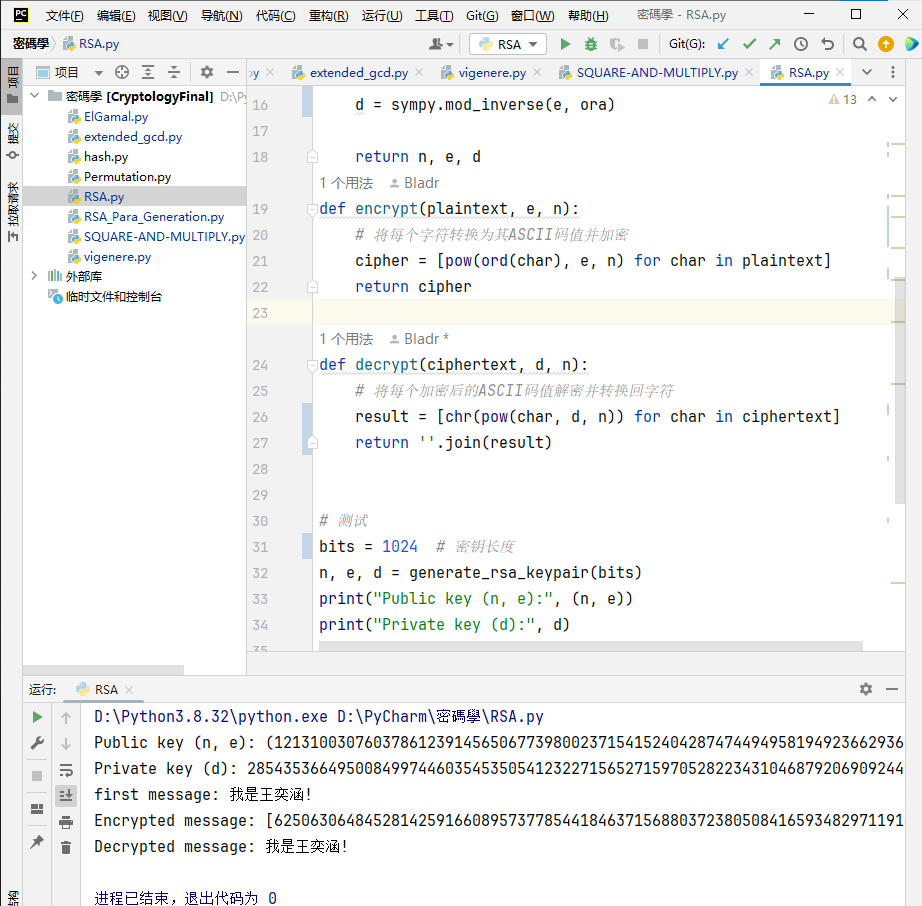 PC 文件(F) 编辑(E) 视图(V) 导航(N) 代码(C) 重构(R) 运行(U) 工具(T) Git(G) 窗口(W) 帮助(H) 密碼學 - RSA.py
密碼學 RSA.py RSA Git(G):
项目 py extended_gcd.py vigenere.py SQUARE-AND-MULTIPLY.py RSA.py
项目
提交
拉取请求
密碼學 [CryptologyFinal] D:\Py
ElGamal.py
extended_gcd.py
hash.py
Permutation.py
RSA.py
RSA_Para_Generation.py
SQUARE-AND-MULTIPLY.py
vigenere.py
外部库
临时文件和控制台
13
16 d = sympy.mod_inverse(e, ora)
17
18 return n, e, d
1 个用法 Bladr
19 def encrypt(plaintext, e, n):
20 # 将每个字符转换为其ASCII码值并加密
21 cipher = [pow(ord(char), e, n) for char in plaintext]
22 return cipher
23
1 个用法 Bladr *
24 def decrypt(ciphertext, d, n):
25 # 将每个加密后的ASCII码值解密并转换回字符
26 result = [chr(pow(char, d, n)) for char in ciphertext]
27 return ''.join(result)
28
29
30 # 测试
31 bits = 1024 # 密钥长度
32 n, e, d = generate_rsa_keypair(bits)
33 print("Public key (n, e):", (n, e))
34 print("Private key (d):", d)
35
运行: RSA
D:\Python3.8.32\python.exe D:\PyCharm\密碼學\RSA.py
Public key (n, e): (1213100307603786123914565067739800237154152404287474494958194923662936
Private key (d): 285435366495008499744603545350541232271565271597052822343104687920690​9244
first message: 我是王奕涵!
Encrypted message: [625063064845281425916608957377854418463715688037238050841659348297​1191
Decrypted message: 我是王奕涵!
进程已结束，退出代码为 0